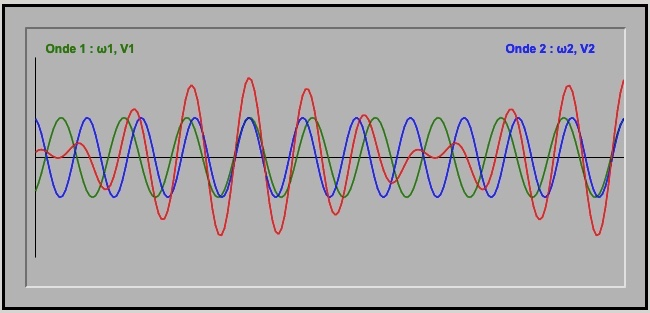 Onde 1 : ω1, V1
Onde 2 : ω2, V2